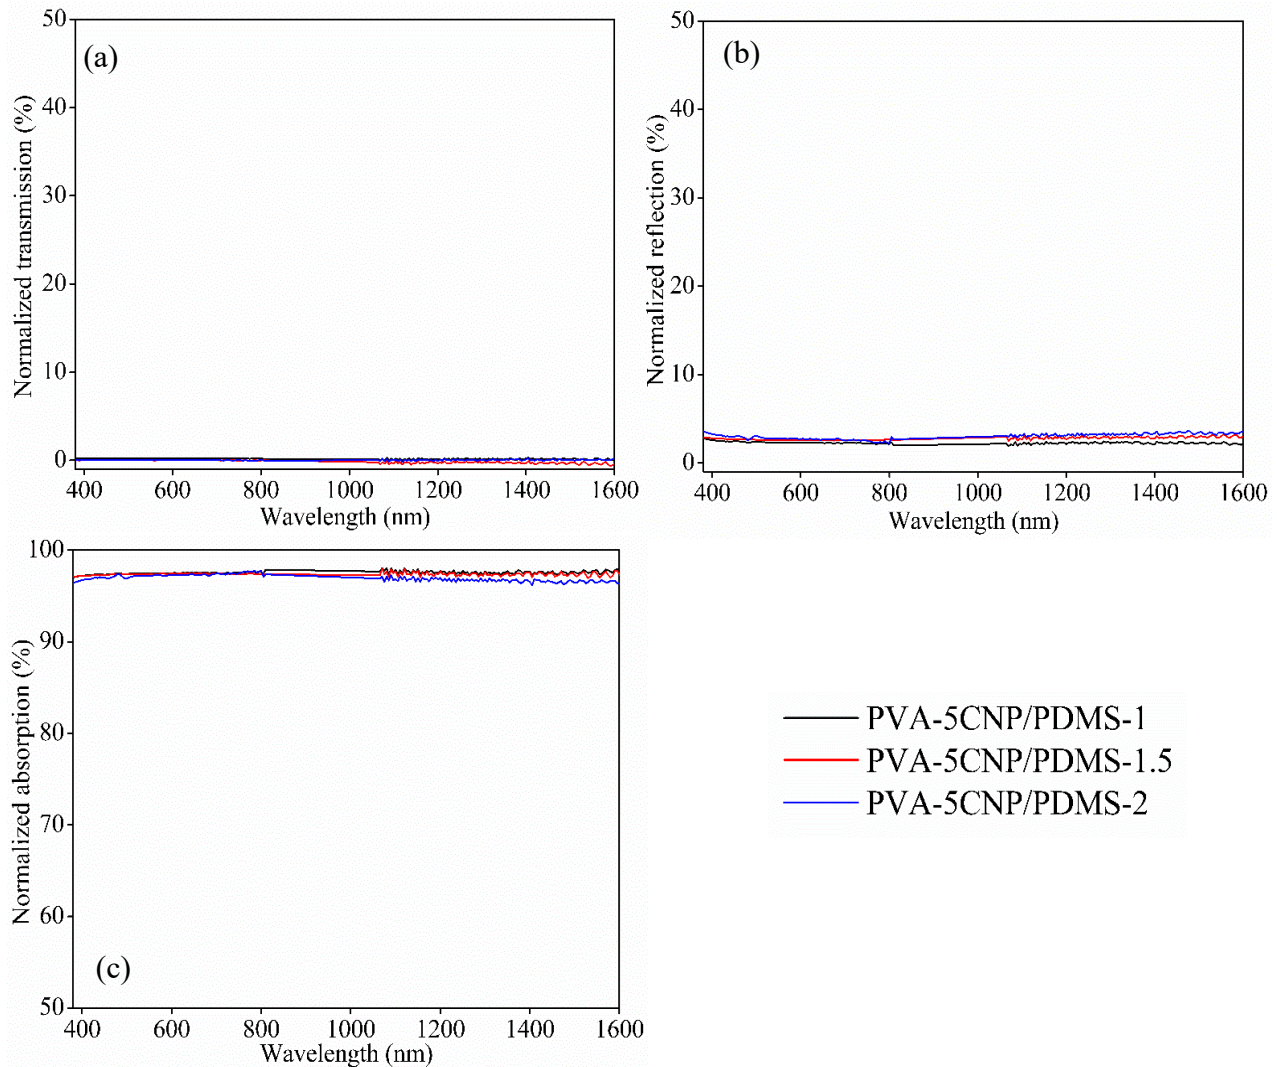 (a)
Normalized transmission (%)
50
40
30
20
10
0
400 600 800 1000 1200 1400 1600
Wavelength (nm)
(b)
Normalized reflection (%)
50
40
30
20
10
0
400 600 800 1000 1200 1400 1600
Wavelength (nm)
(c)
Normalized absorption (%)
100
90
80
70
60
50
400 600 800 1000 1200 1400 1600
Wavelength (nm)
PVA-5CNP/PDMS-1
PVA-5CNP/PDMS-1.5
PVA-5CNP/PDMS-2